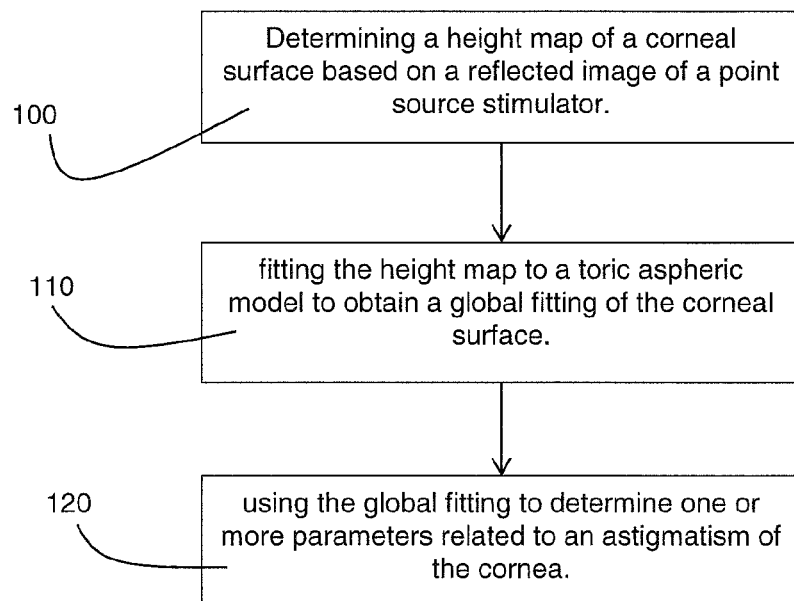 Determining a height map of a corneal
surface based on a reflected image of a point
source stimulator.
100
fitting the height map to a toric aspheric
model to obtain a global fitting of the corneal
surface.
110
using the global fitting to determine one or
more parameters related to an astigmatism of
the cornea.
120